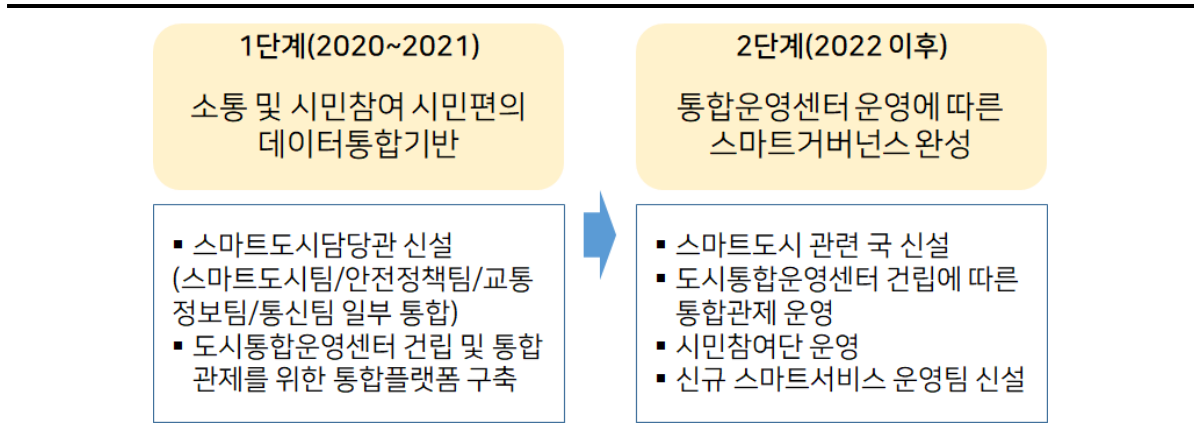 1단계(2020~2021)
소통 및 시민참여 시민편의
데이터통합기반
▪ 스마트도시담당관 신설
(스마트도시팀/안전정책팀/교통
정보팀/통신팀 일부 통합)
▪ 도시통합운영센터 건립 및 통합
관제를 위한 통합플랫폼 구축
2단계(2022 이후)
통합운영센터 운영에 따른
스마트거버넌스 완성
▪ 스마트도시 관련 국 신설
▪ 도시통합운영센터 건립에 따른
통합관제 운영
▪ 시민참여단 운영
▪ 신규 스마트서비스 운영팀 신설